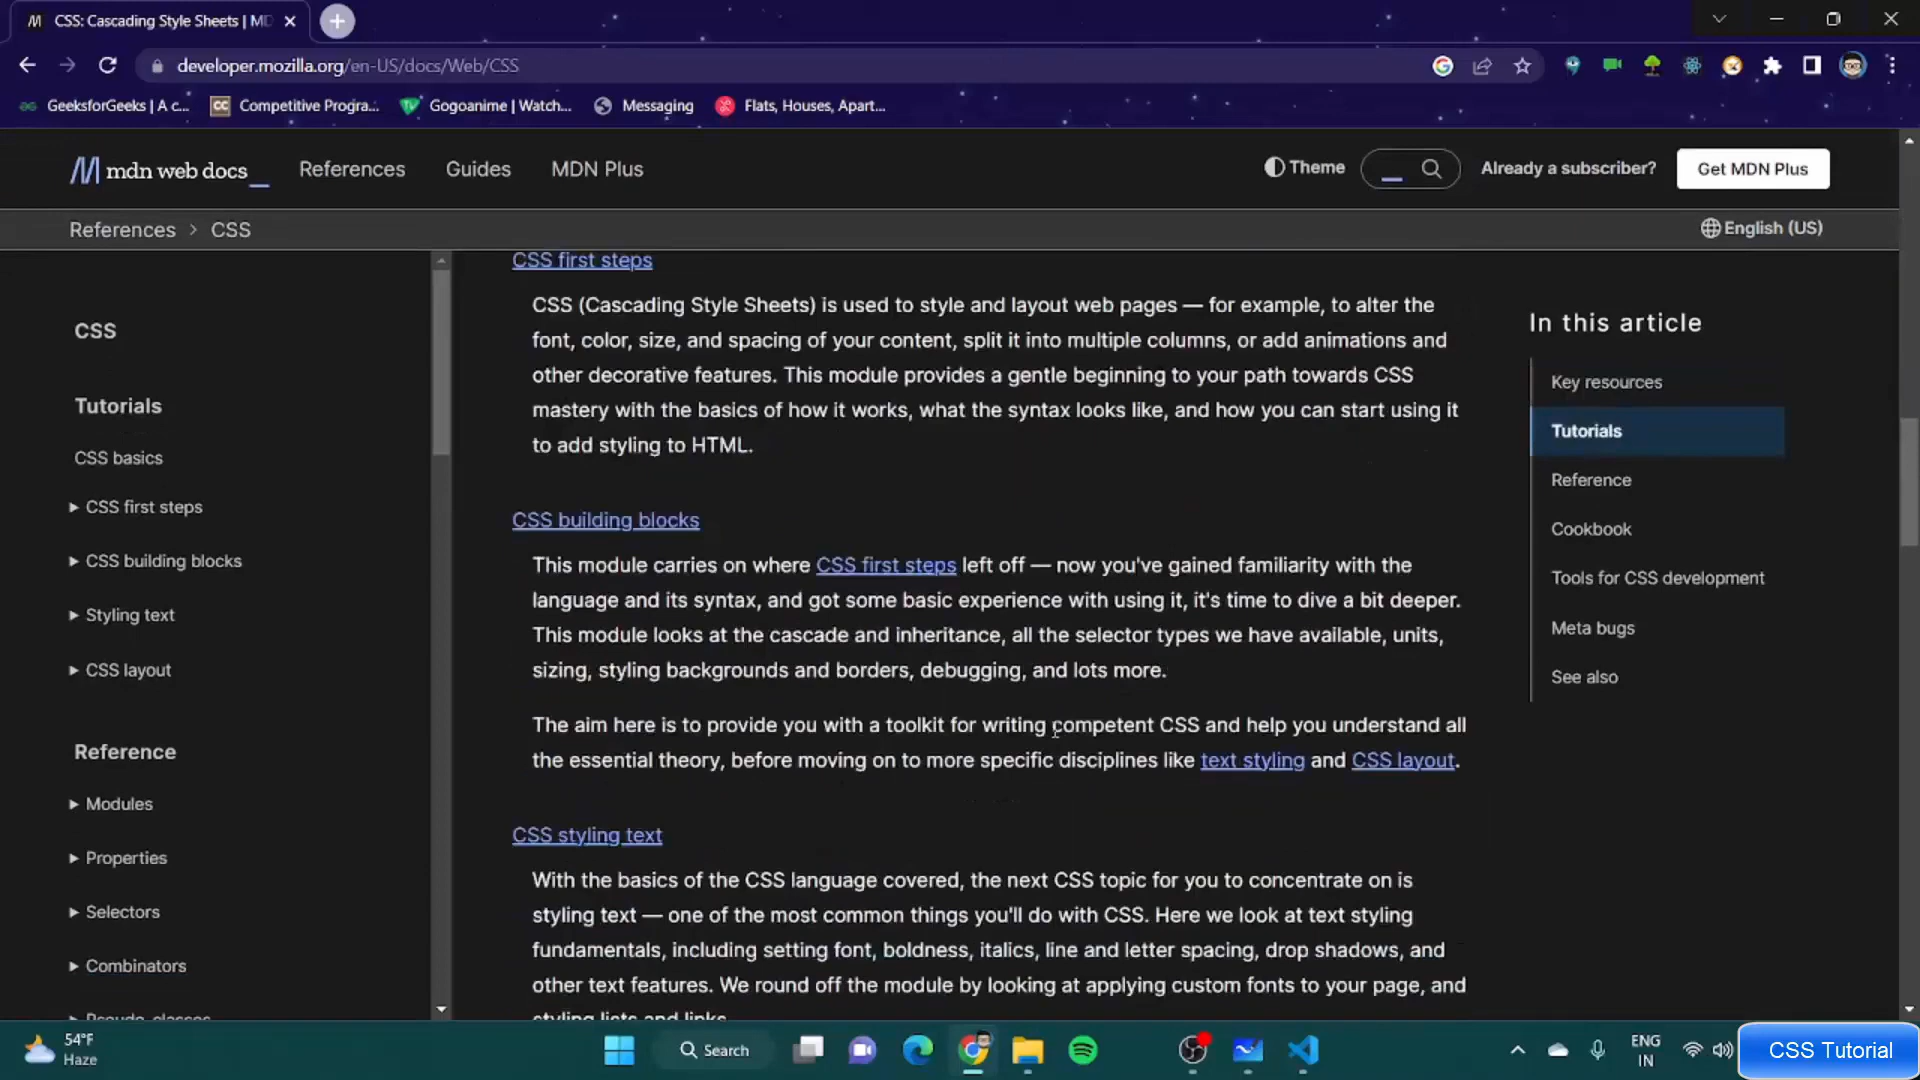 CSS: Cascading Style Sheets | MD
developer.mozilla.org/en-US/docs/Web/CSS
GeeksforGeeks | A c...
CC Competitive Progra...
Gogoanime | Watch...
Messaging
Flats, Houses, Apart...
mdn web docs_
References
Guides
MDN Plus
Theme
Already a subscriber?
Get MDN Plus
References > CSS
English (US)
CSS
Tutorials
CSS basics
CSS first steps
CSS building blocks
Styling text
CSS layout
Reference
Modules
Properties
Selectors
Combinators
Pseudo-classes
CSS first steps
CSS (Cascading Style Sheets) is used to style and layout web pages — for example, to alter the
font, color, size, and spacing of your content, split it into multiple columns, or add animations and
other decorative features. This module provides a gentle beginning to your path towards CSS
mastery with the basics of how it works, what the syntax looks like, and how you can start using it
to add styling to HTML.
CSS building blocks
This module carries on where CSS first steps left off — now you've gained familiarity with the
language and its syntax, and got some basic experience with using it, it's time to dive a bit deeper.
This module looks at the cascade and inheritance, all the selector types we have available, units,
sizing, styling backgrounds and borders, debugging, and lots more.
The aim here is to provide you with a toolkit for writing competent CSS and help you understand all
the essential theory, before moving on to more specific disciplines like text styling and CSS layout.
CSS styling text
With the basics of the CSS language covered, the next CSS topic for you to concentrate on is
styling text — one of the most common things you'll do with CSS. Here we look at text styling
fundamentals, including setting font, boldness, italics, line and letter spacing, drop shadows, and
other text features. We round off the module by looking at applying custom fonts to your page, and
styling lists and links.
In this article
Key resources
Tutorials
Reference
Cookbook
Tools for CSS development
Meta bugs
See also
54°F
Haze
Search
ENG
IN
CSS Tutorial